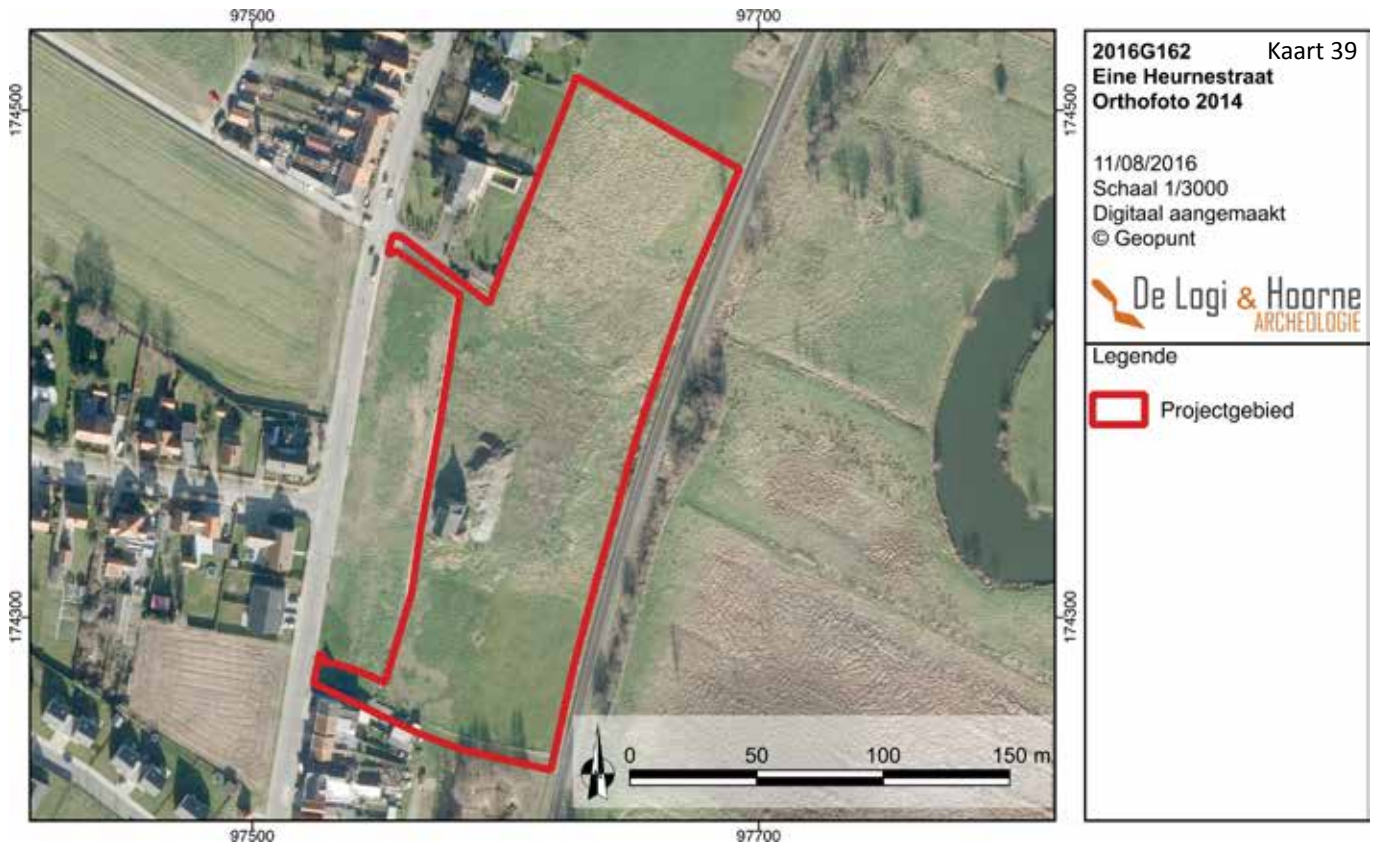 97500
97700
174500
174500
174300
174300
97500
97700
0
50
100
150 m
2016G162
Kaart 39
Eine Heurnestraat
Orthofoto 2014
11/08/2016
Schaal 1/3000
Digitaal aangemaakt
© Geopunt
De Logi & Hoorne
ARCHEOLOGIE
Legende
Projectgebied